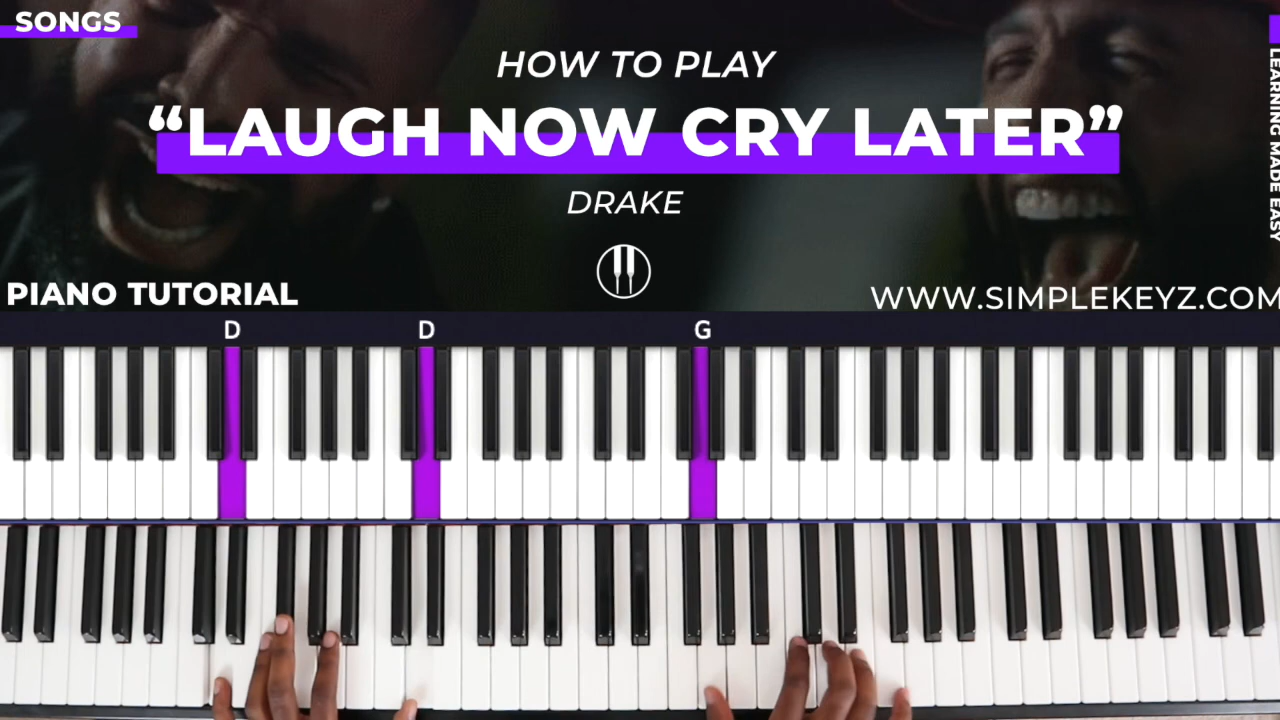 SONGS
HOW TO PLAY
“LAUGH NOW CRY LATER”
DRAKE
LEARNING MADE EASY
PIANO TUTORIAL
WWW.SIMPLEKEYZ.COM
D D G